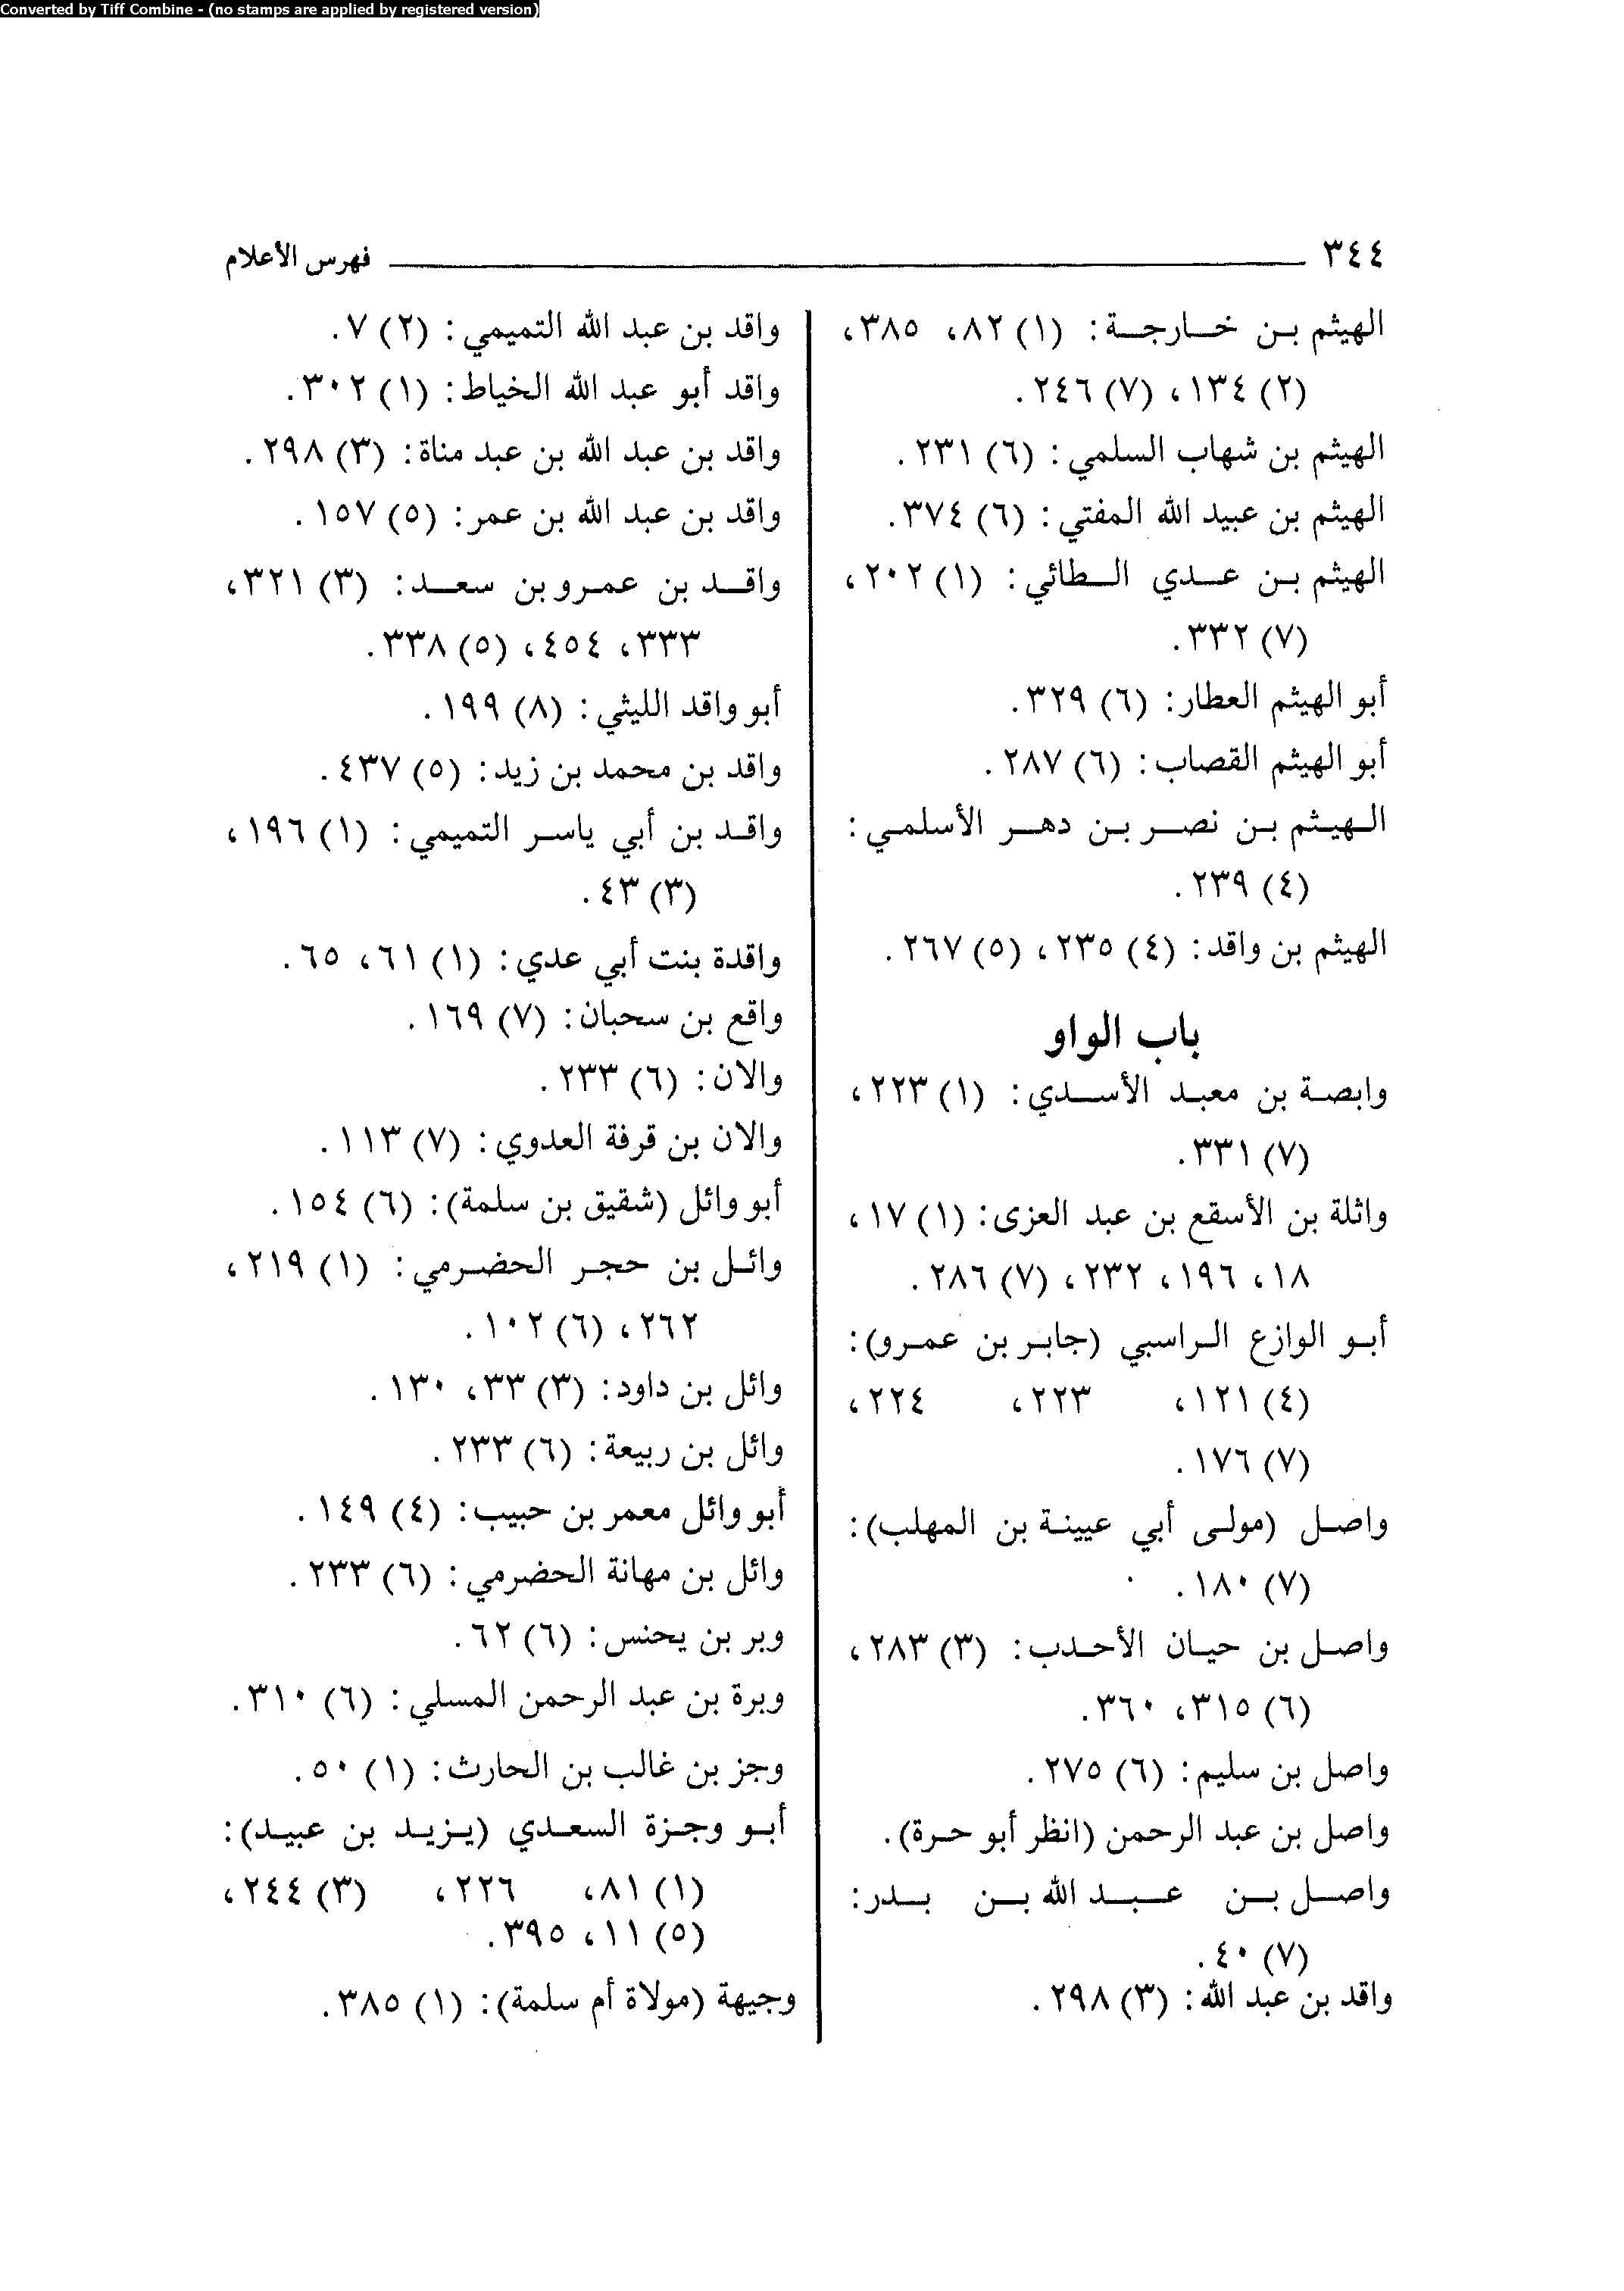 Converted by Tiff Combine - (no stamps are applied by registered version)
٣٤٤
فهرس الأعلام
الهيثم بن خارجة: (١) ٨٢، ٣٨٥،
(٢) ١٣٤، (٧) ٢٤٦.
الهيثم بن شهاب السلمي: (٦) ٢٣١.
الهيثم بن عبيد الله المفتي: (٦) ٣٧٤.
الهيثم بن عدي الطائي: (١) ٢٠٢،
(٧) ٣٣٢.
أبو الهيثم العطار: (٦) ٣٢٩.
أبو الهيثم القصاب: (٦) ٢٨٧.
الهيثم بن نصر بن دهر الأسلمي:
(٤) ٢٣٩.
الهيثم بن واقد: (٤) ٢٣٥، (٥) ٢٦٧.
باب الواو
وابصة بن معبد الأسدي: (١) ٢٢٣،
(٧) ٣٣١.
واثلة بن الأسقع بن عبد العزى: (١) ١٧،
١٨، ١٩٦، ٢٣٢، (٧) ٢٨٦.
أبو الوازع الراسبي (جابر بن عمرو):
(٤) ١٢١، ٢٢٣، ٢٢٤،
(٧) ١٧٦.
واصل (مولى أبي عيينة بن المهلب):
(٧) ١٨٠.
واصل بن حيان الأحدب: (٣) ٢٨٣،
(٦) ٣١٥، ٣٦٠.
واصل بن سليم: (٦) ٢٧٥.
واصل بن عبد الرحمن (انظر أبو حرة).
واصل بن عبد الله بن بدر:
(٧) ٤٠.
واقد بن عبد الله: (٣) ٢٩٨.
واقد بن عبد الله التميمي: (٢) ٧.
واقد أبو عبد الله الخياط: (١) ٣٠٢.
واقد بن عبد الله بن عبد مناة: (٣) ٢٩٨.
واقد بن عبد الله بن عمر: (٥) ١٥٧.
واقد بن عمرو بن سعد: (٣) ٣٢١،
٣٣٣، ٤٥٤، (٥) ٣٣٨.
أبو واقد الليثي: (٨) ١٩٩.
واقد بن محمد بن زيد: (٥) ٤٣٧.
واقد بن أبي ياسر التميمي: (١) ١٩٦،
(٣) ٤٣.
واقدة بنت أبي عدي: (١) ٦١، ٦٥.
واقع بن سحبان: (٧) ١٦٩.
والان: (٦) ٢٣٣.
والان بن قرفة العدوي: (٧) ١١٣.
أبو وائل (شقيق بن سلمة): (٦) ١٥٤.
وائل بن حجر الحضرمي: (١) ٢١٩،
٢٦٢، (٦) ١٠٢.
وائل بن داود: (٣) ٣٣، ١٣٠.
وائل بن ربيعة: (٦) ٢٣٣.
أبو وائل معمر بن حبيب: (٤) ١٤٩.
وائل بن مهانة الحضرمي: (٦) ٢٣٣.
وبر بن يحنس: (٦) ٦٢.
وبرة بن عبد الرحمن المسلي: (٦) ٣١٠.
وجز بن غالب بن الحارث: (١) ٥٠.
أبو وجزة السعدي (يزيد بن عبيد):
(١) ٨١، ٢٢٦، (٣) ٢٤٤،
(٥) ١١، ٣٩٥.
وجيهة (مولاة أم سلمة): (١) ٣٨٥.